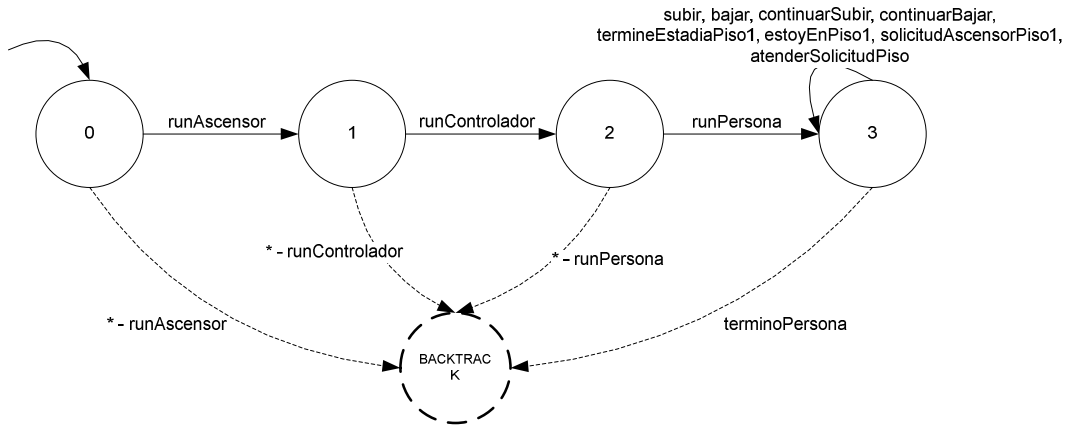 subir, bajar, continuarSubir, continuarBajar,
termineEstadiaPiso1, estoyEnPiso1, solicitudAscensorPiso1,
atenderSolicitudPiso
0
runAscensor
1
runControlador
2
runPersona
3
* - runControlador
* - runPersona
* - runAscensor
terminoPersona
BACKTRAC
K